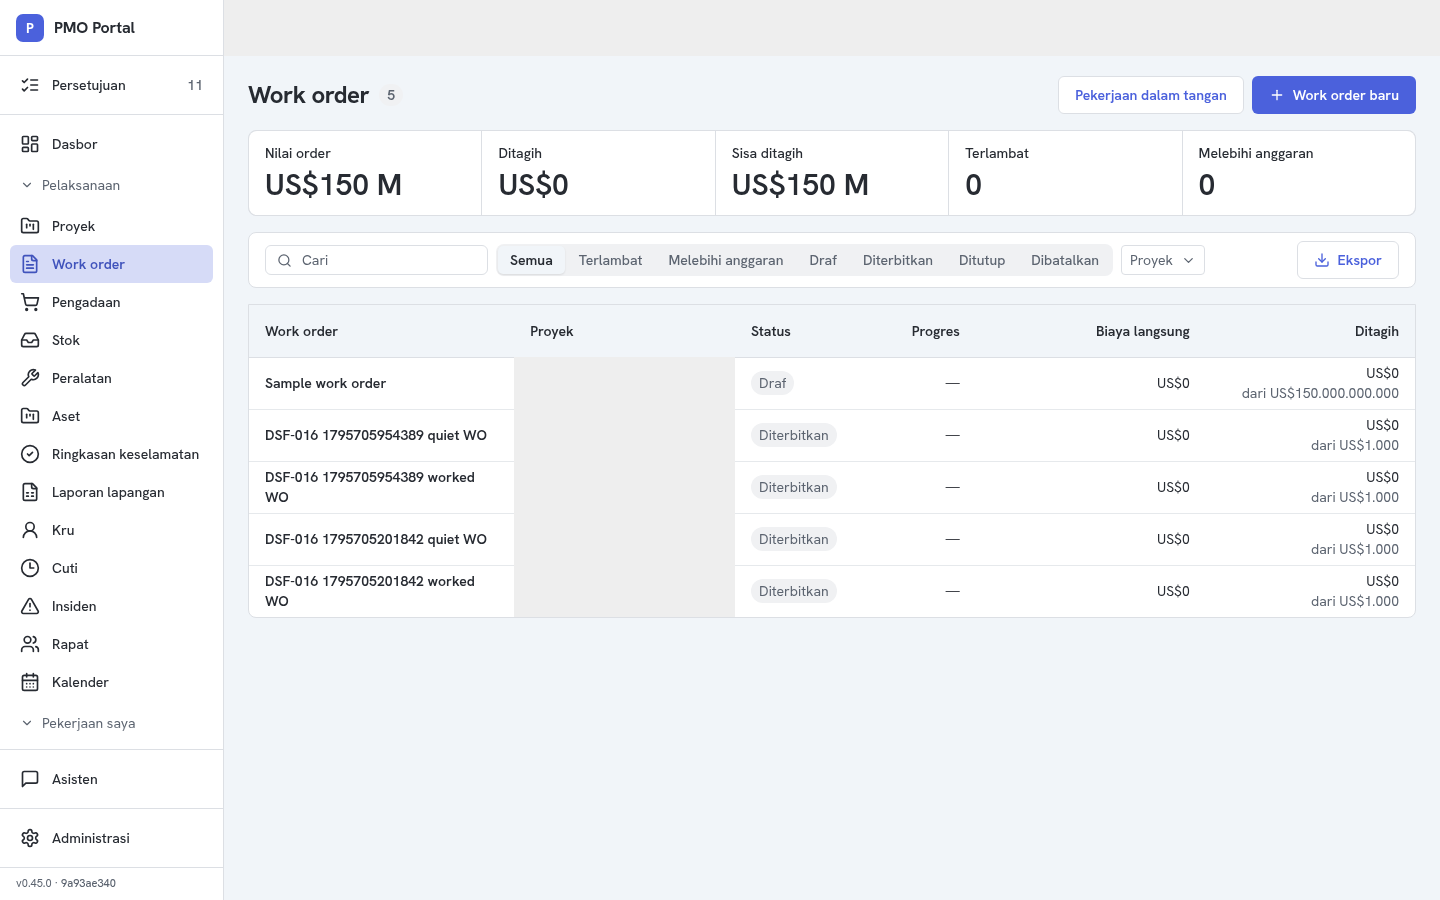 P PMO Portal
Persetujuan 11
Dasbor
Pelaksanaan
Proyek
Work order
Pengadaan
Stok
Peralatan
Aset
Ringkasan keselamatan
Laporan lapangan
Kru
Cuti
Insiden
Rapat
Kalender
Pekerjaan saya
Asisten
Administrasi
v0.45.0 · 9a93ae340
Work order 5
Pekerjaan dalam tangan
Work order baru
Nilai order
US$150 M
Ditagih
US$0
Sisa ditagih
US$150 M
Terlambat
0
Melebihi anggaran
0
Cari
Semua Terlambat Melebihi anggaran Draf Diterbitkan Ditutup Dibatalkan
Proyek
Ekspor
Work order Proyek Status Progres Biaya langsung Ditagih
Sample work order Draf — US$0 US$0
dari US$150.000.000.000
DSF-016 1795705954389 quiet WO Diterbitkan — US$0 US$0
dari US$1.000
DSF-016 1795705954389 worked
WO Diterbitkan — US$0 US$0
dari US$1.000
DSF-016 1795705201842 quiet WO Diterbitkan — US$0 US$0
dari US$1.000
DSF-016 1795705201842 worked
WO Diterbitkan — US$0 US$0
dari US$1.000